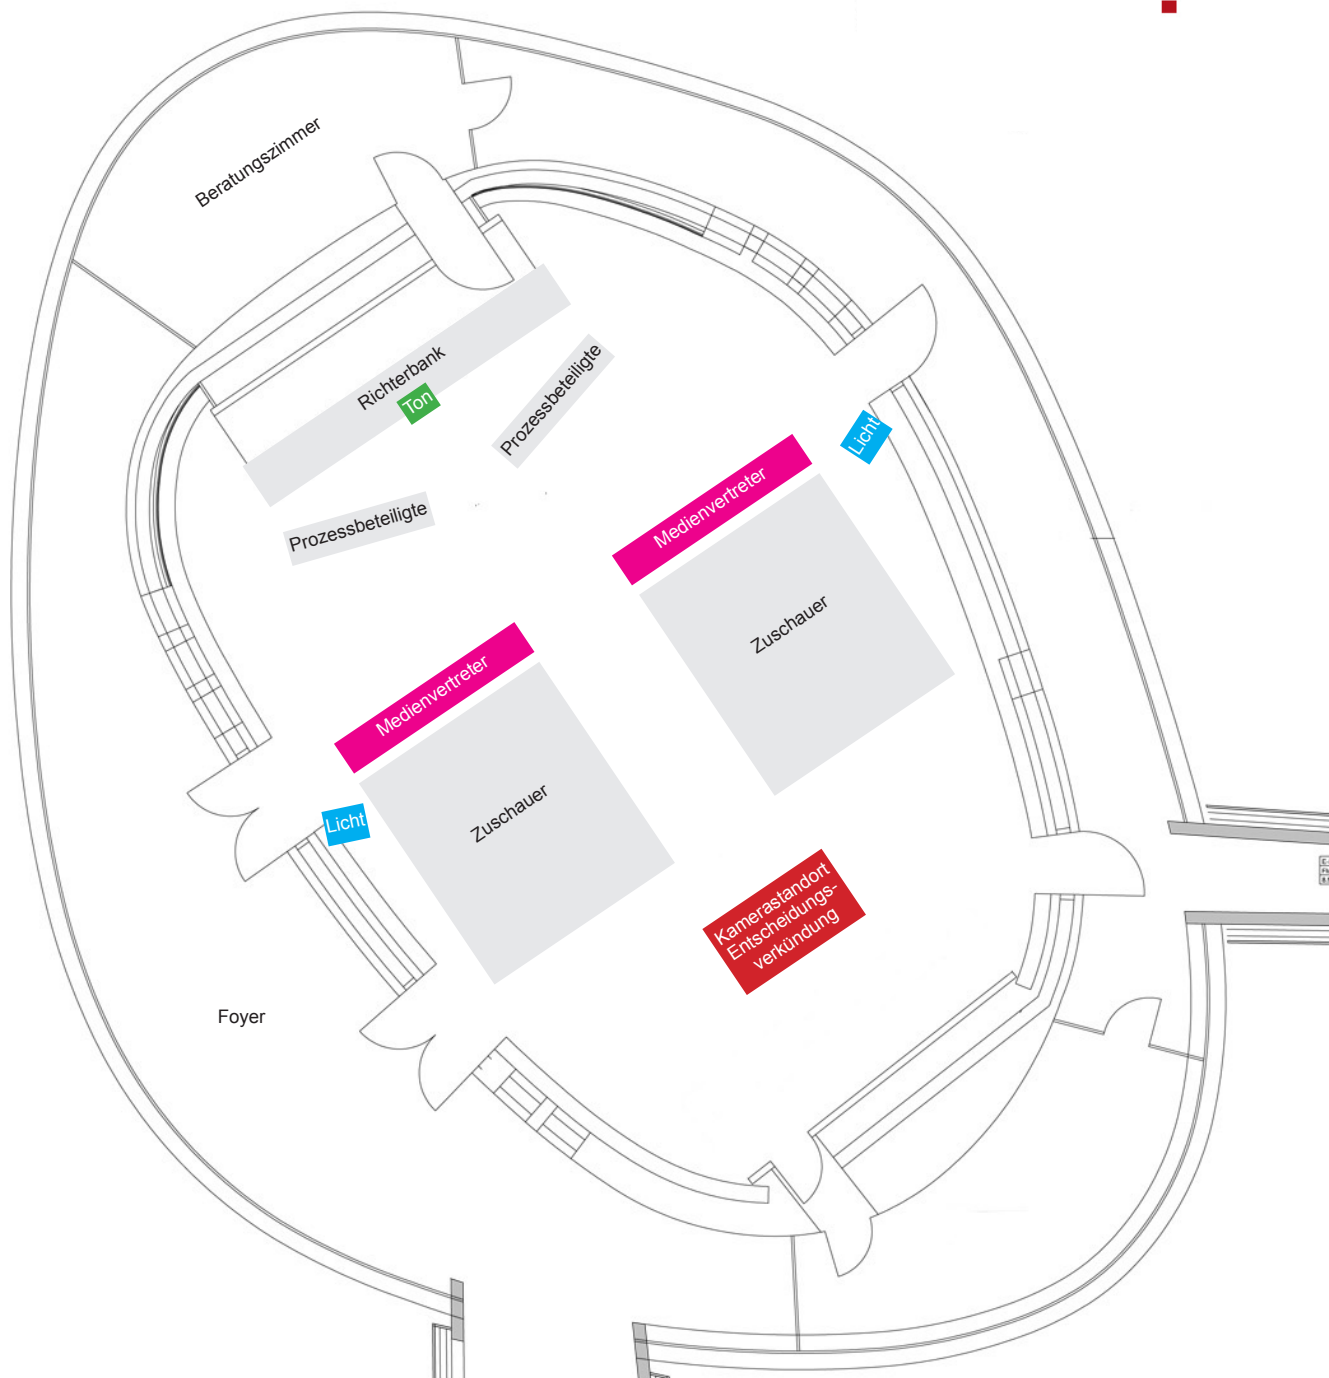 Beratungszimmer
Richterbank
Ton
Prozessbeteiligte
Prozessbeteiligte
Licht
Medienvertreter
Zuschauer
Medienvertreter
Licht
Zuschauer
Kamerastandort
Entscheidungs-
verkündung
Foyer